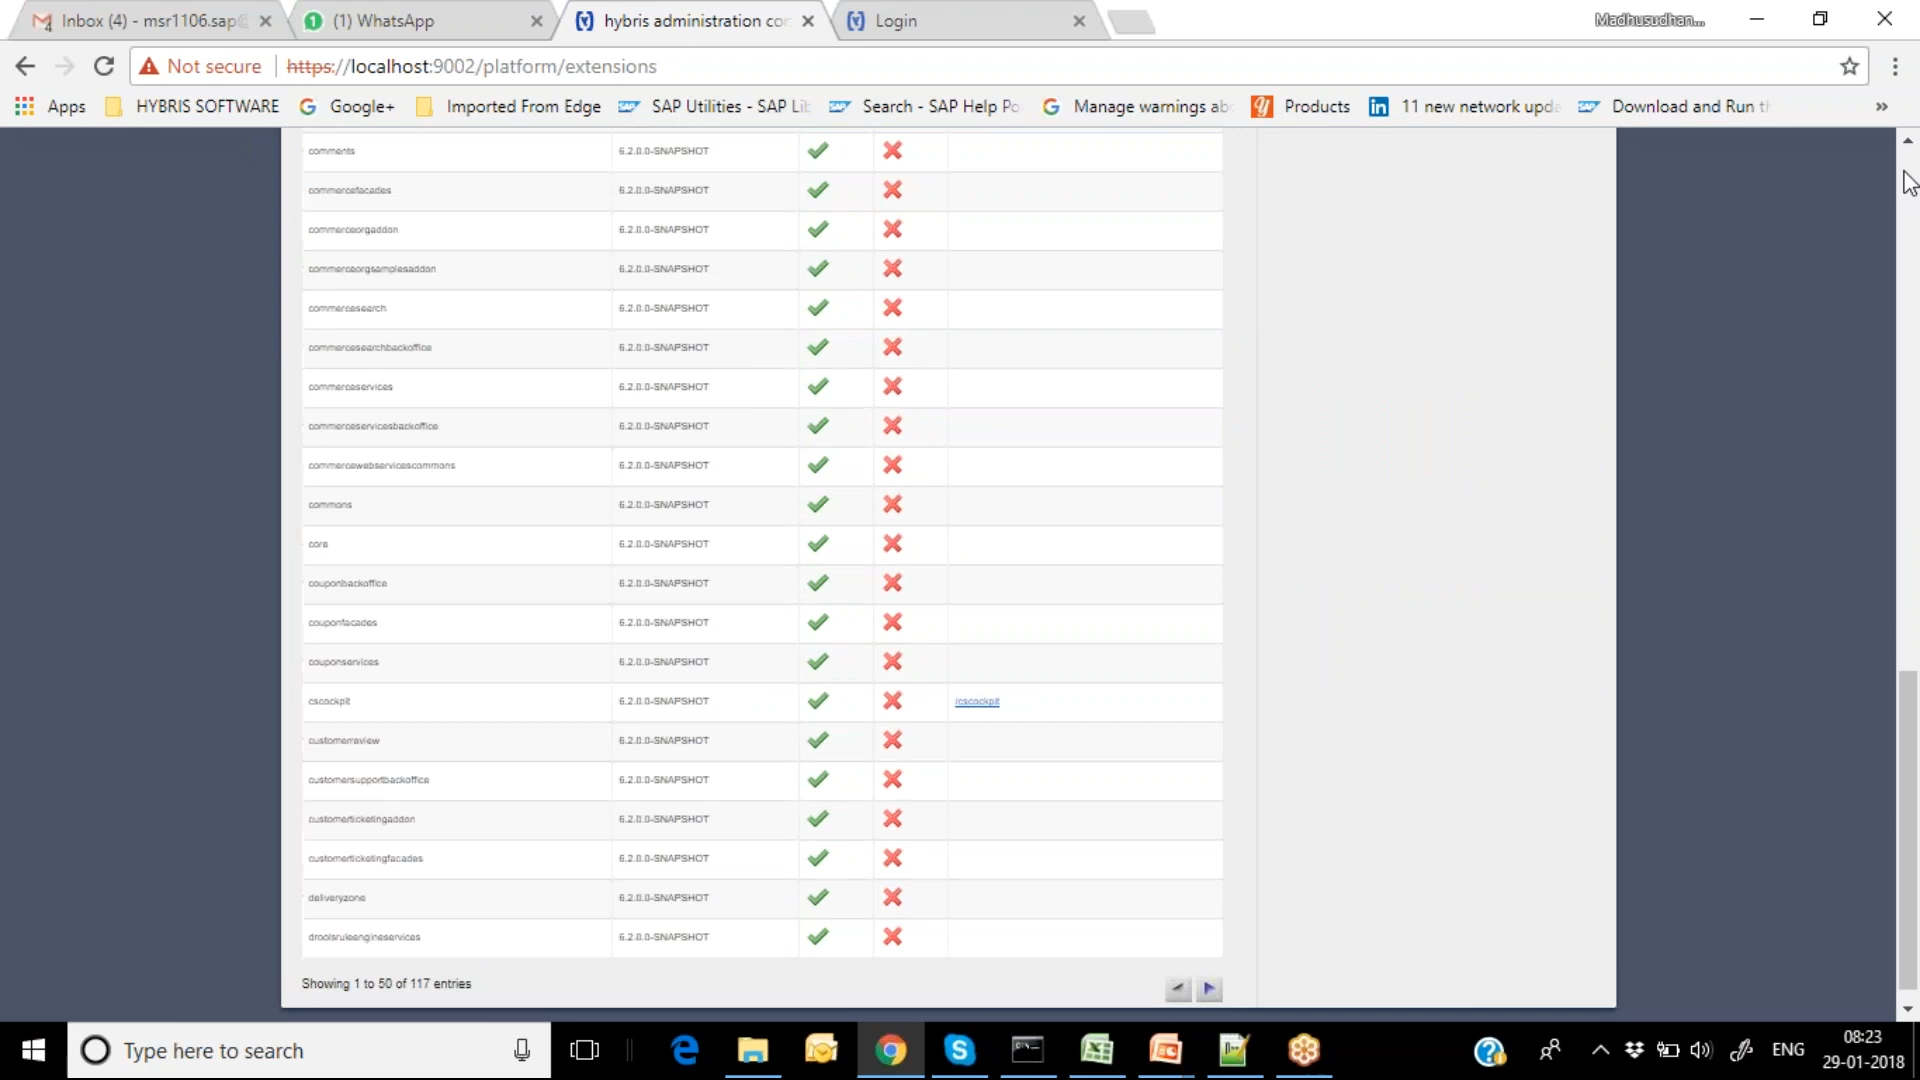 Inbox (4) - msr1106.sap@
(1) WhatsApp
hybris administration con
Login
Madhusudhan...
Not secure
https://localhost:9002/platform/extensions
Apps
HYBRIS SOFTWARE
Google+
Imported From Edge
SAP Utilities - SAP Lib
Search - SAP Help Po
Manage warnings ab
Products
11 new network upda
Download and Run th
»
comments 6.2.0.0-SNAPSHOT
commercefacades 6.2.0.0-SNAPSHOT
commerceorgaddon 6.2.0.0-SNAPSHOT
commerceorgsamplesaddon 6.2.0.0-SNAPSHOT
commercesearch 6.2.0.0-SNAPSHOT
commercesearchbackoffice 6.2.0.0-SNAPSHOT
commerceservices 6.2.0.0-SNAPSHOT
commerceservicesbackoffice 6.2.0.0-SNAPSHOT
commercewebservicescommons 6.2.0.0-SNAPSHOT
commons 6.2.0.0-SNAPSHOT
core 6.2.0.0-SNAPSHOT
couponbackoffice 6.2.0.0-SNAPSHOT
couponfacades 6.2.0.0-SNAPSHOT
couponservices 6.2.0.0-SNAPSHOT
cscockpit 6.2.0.0-SNAPSHOT /cscockpit
customerreview 6.2.0.0-SNAPSHOT
customersupportbackoffice 6.2.0.0-SNAPSHOT
customerticketingaddon 6.2.0.0-SNAPSHOT
customerticketingfacades 6.2.0.0-SNAPSHOT
deliveryzone 6.2.0.0-SNAPSHOT
droolsruleengineservices 6.2.0.0-SNAPSHOT
Showing 1 to 50 of 117 entries
Type here to search
ENG
08:23
29-01-2018